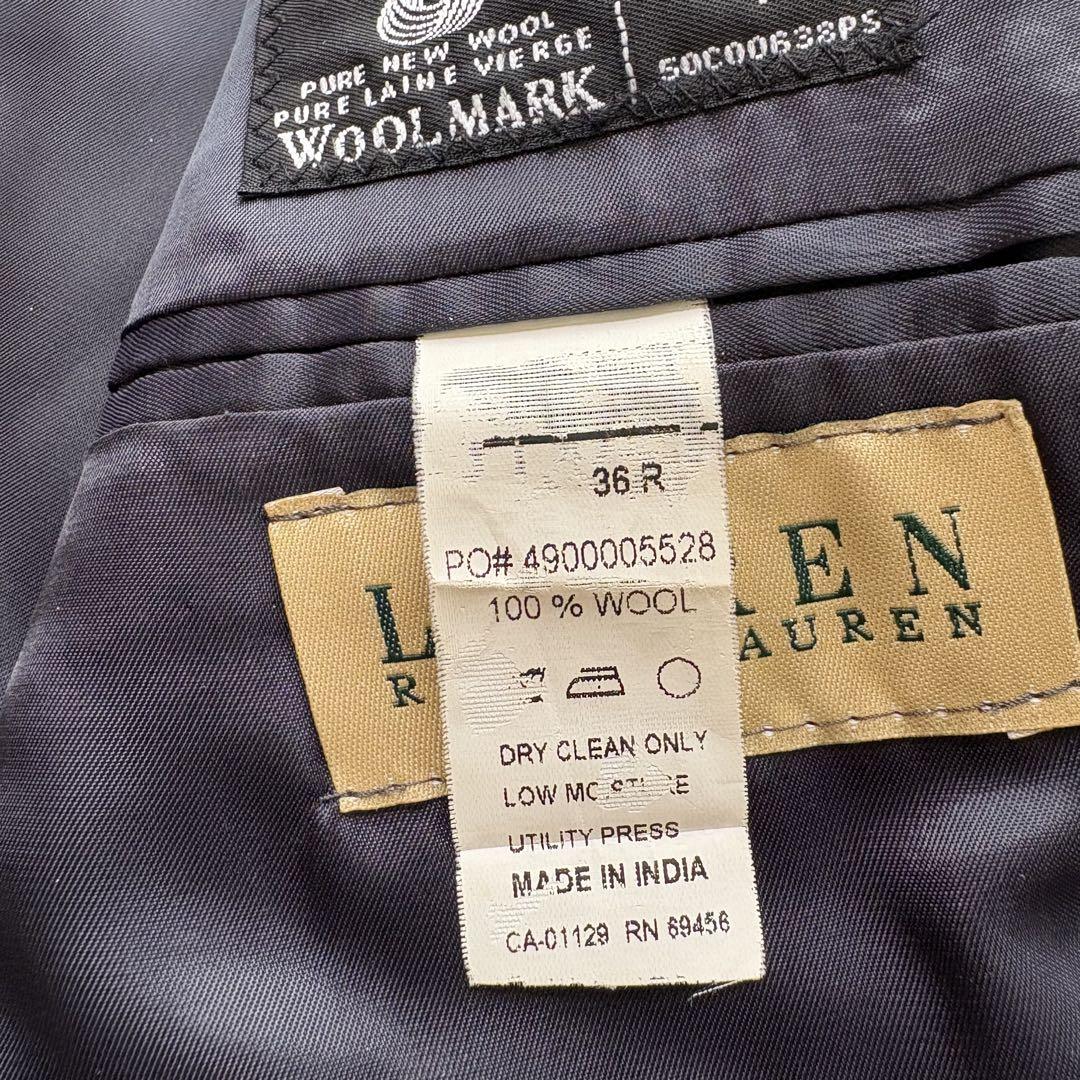 PURE NEW WOOL
PURE LAINE VIERGE
WOOLMARK
50C00638PS
36 R
PO# 4900005528
100 % WOOL
DRY CLEAN ONLY
LOW
UTILITY PRESS
MADE IN INDIA
CA-01129 RN 69456